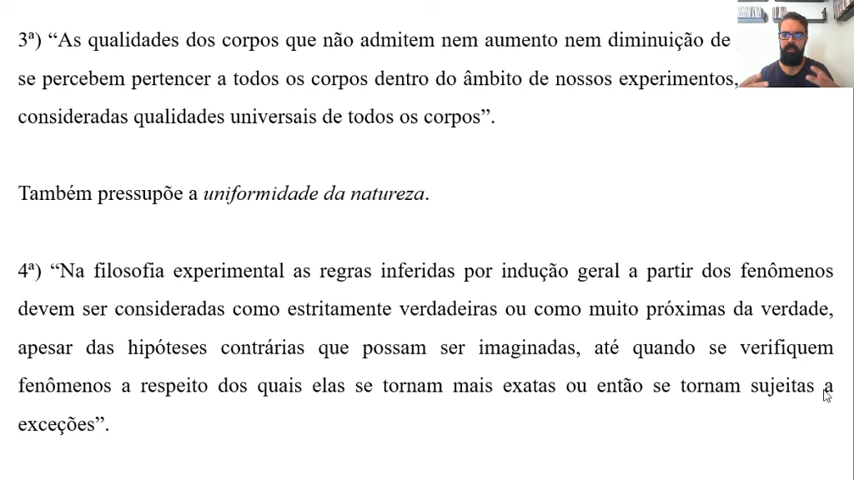 3ª) “As qualidades dos corpos que não admitem nem aumento nem diminuição de
se percebem pertencer a todos os corpos dentro do âmbito de nossos experimentos,
consideradas qualidades universais de todos os corpos”.
Também pressupõe a uniformidade da natureza.
4ª) “Na filosofia experimental as regras inferidas por indução geral a partir dos fenômenos
devem ser consideradas como estritamente verdadeiras ou como muito próximas da verdade,
apesar das hipóteses contrárias que possam ser imaginadas, até quando se verifiquem
fenômenos a respeito dos quais elas se tornam mais exatas ou então se tornam sujeitas a
exceções”.